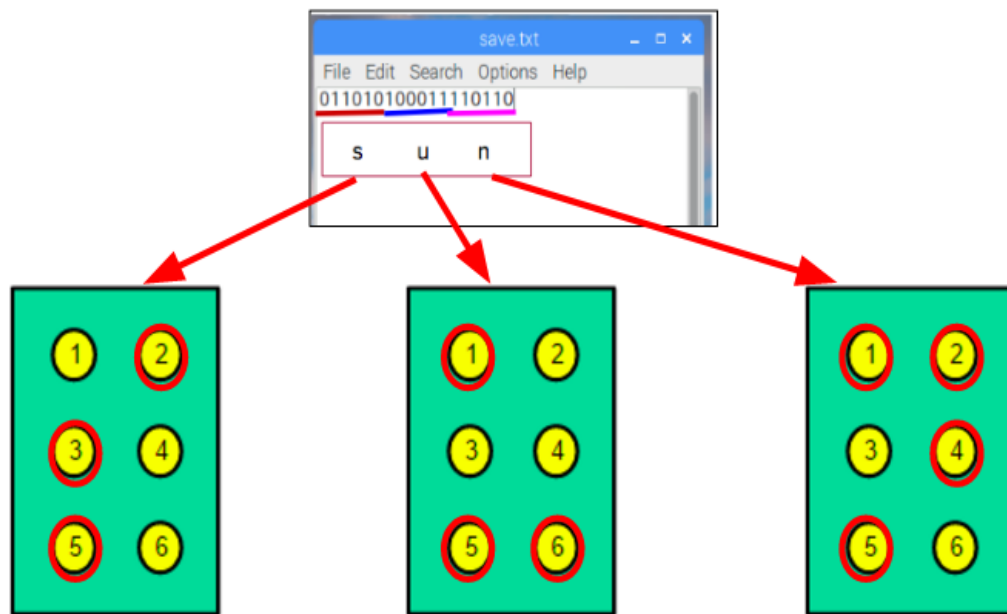 save.txt
File Edit Search Options Help
011010100011110110
s u n
1 2 1 2 1 2
3 4 3 4 3 4
5 6 5 6 5 6